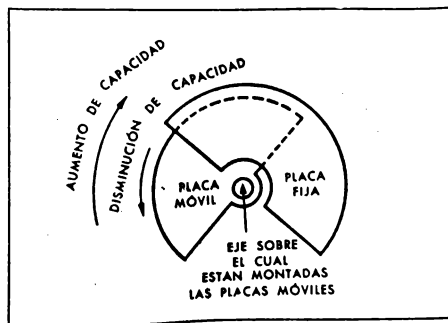 AUMENTO DE CAPACIDAD
DISMINUCIÓN DE CAPACIDAD
PLACA
MÓVIL
PLACA
FIJA
EJE SOBRE
EL CUAL
ESTAN MONTADAS
LAS PLACAS MÓVILES